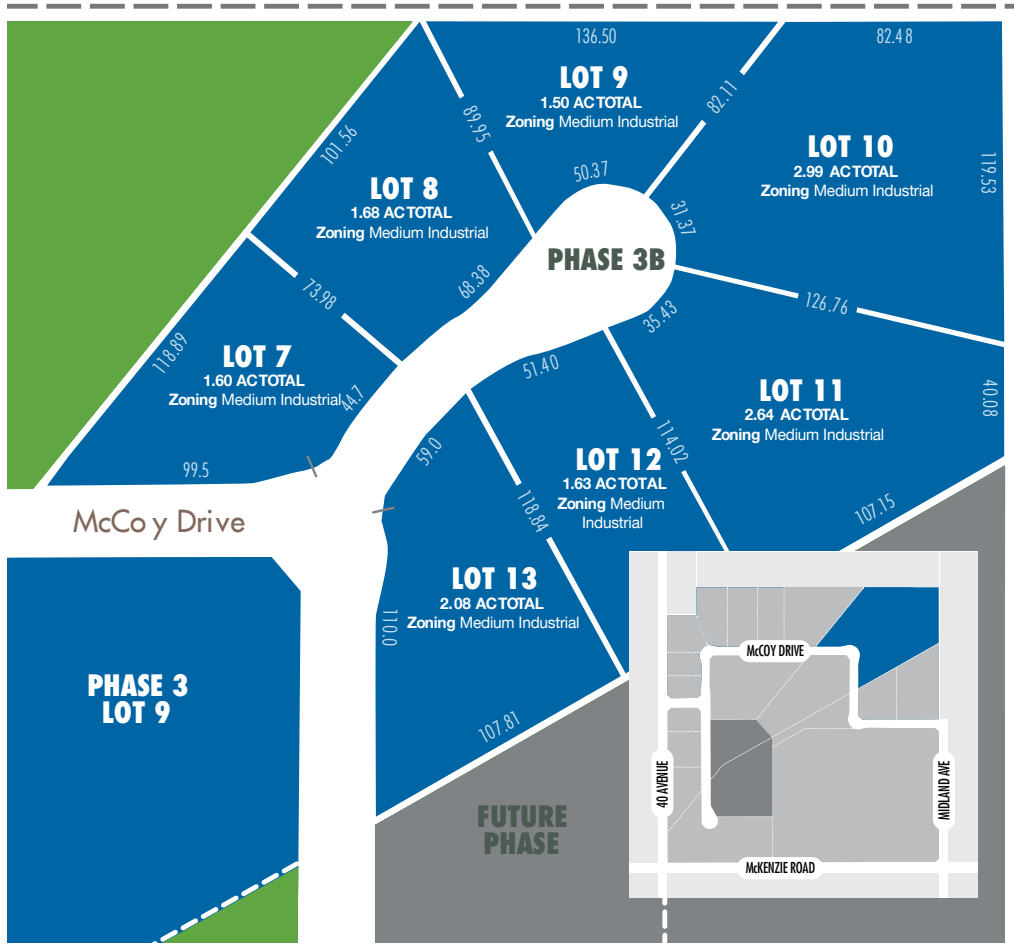 136.50
82.48
LOT 9
1.50 AC TOTAL
Zoning Medium Industrial
89.95
82.11
101.56
LOT 10
2.99 AC TOTAL
Zoning Medium Industrial
119.53
LOT 8
1.68 AC TOTAL
Zoning Medium Industrial
50.37
31.37
PHASE 3B
68.38
73.98
35.43
126.76
118.89
LOT 7
1.60 AC TOTAL
Zoning Medium Industrial
44.7
51.40
LOT 11
2.64 AC TOTAL
Zoning Medium Industrial
40.08
99.5
59.0
114.02
LOT 12
1.63 AC TOTAL
Zoning Medium
Industrial
118.84
107.15
McCoy Drive
LOT 13
2.08 AC TOTAL
Zoning Medium Industrial
110.0
PHASE 3
LOT 9
107.81
FUTURE
PHASE
McCOY DRIVE
40 AVENUE
MIDLAND AVE
McKENZIE ROAD